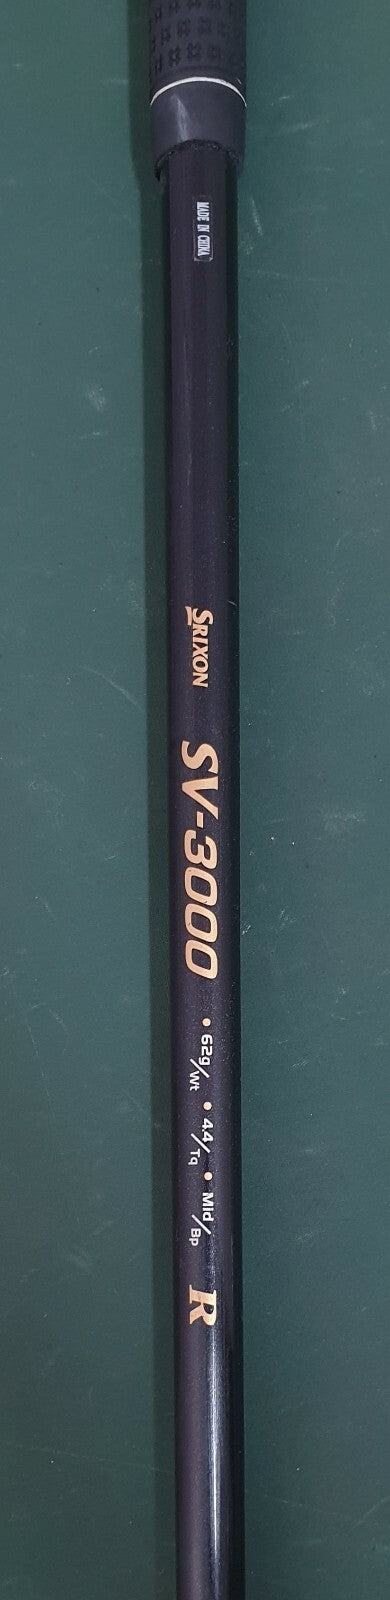 MADE IN CHINA
SRIXON
SV-3000
• 62g/Wt • 4.4/Tq • Mid/Bp
R